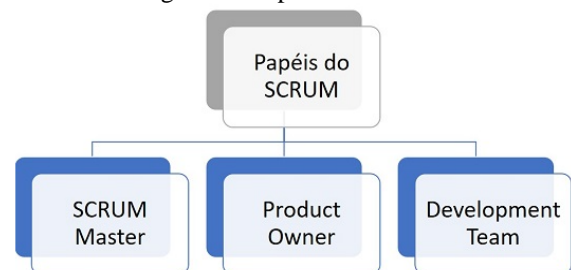 Papéis do
SCRUM
SCRUM
Master
Product
Owner
Development
Team